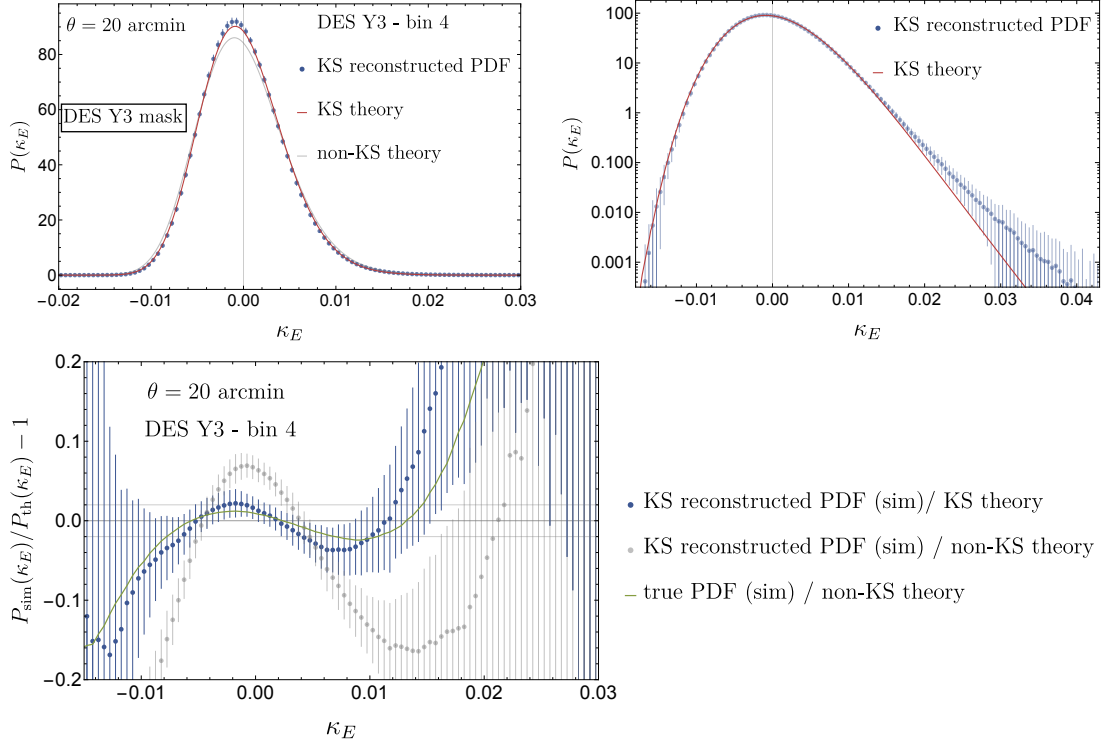 θ = 20 arcmin
DES Y3 - bin 4
KS reconstructed PDF
KS theory
DES Y3 mask
non-KS theory
P(κ_E)
80
60
40
20
0
−0.02
−0.01
0.00
0.01
0.02
0.03
κ_E
KS reconstructed PDF
KS theory
P(κ_E)
100
10
1
0.100
0.010
0.001
−0.01
0.00
0.01
0.02
0.03
0.04
κ_E
θ = 20 arcmin
DES Y3 - bin 4
P_sim(κ_E)/P_th(κ_E) − 1
0.2
0.1
0.0
−0.1
−0.2
−0.01
0.00
0.01
0.02
0.03
κ_E
KS reconstructed PDF (sim)/ KS theory
KS reconstructed PDF (sim) / non-KS theory
true PDF (sim) / non-KS theory